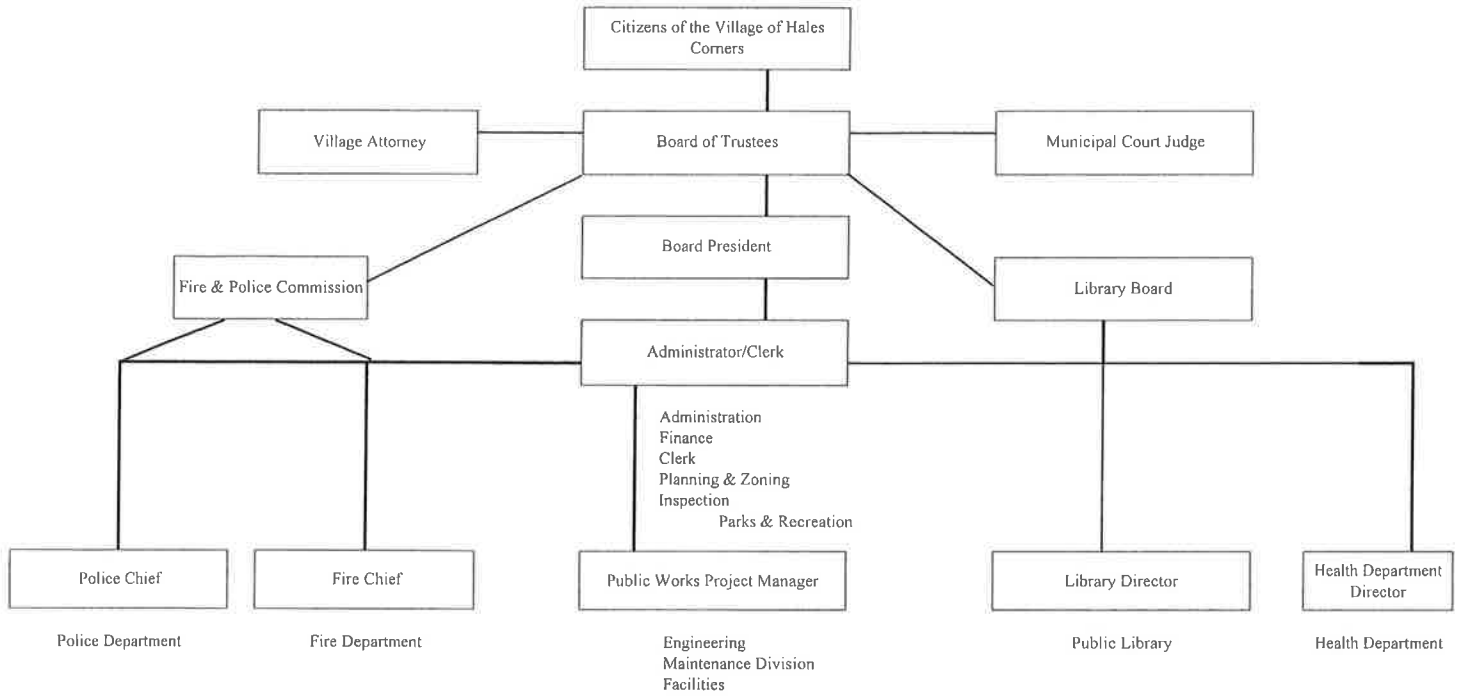 Citizens of the Village of Hales
Corners
Village Attorney
Board of Trustees
Municipal Court Judge
Board President
Fire & Police Commission
Library Board
Administrator/Clerk
Administration
Finance
Clerk
Planning & Zoning
Inspection
Parks & Recreation
Police Chief
Fire Chief
Public Works Project Manager
Library Director
Health Department
Director
Police Department
Fire Department
Engineering
Maintenance Division
Facilities
Public Library
Health Department